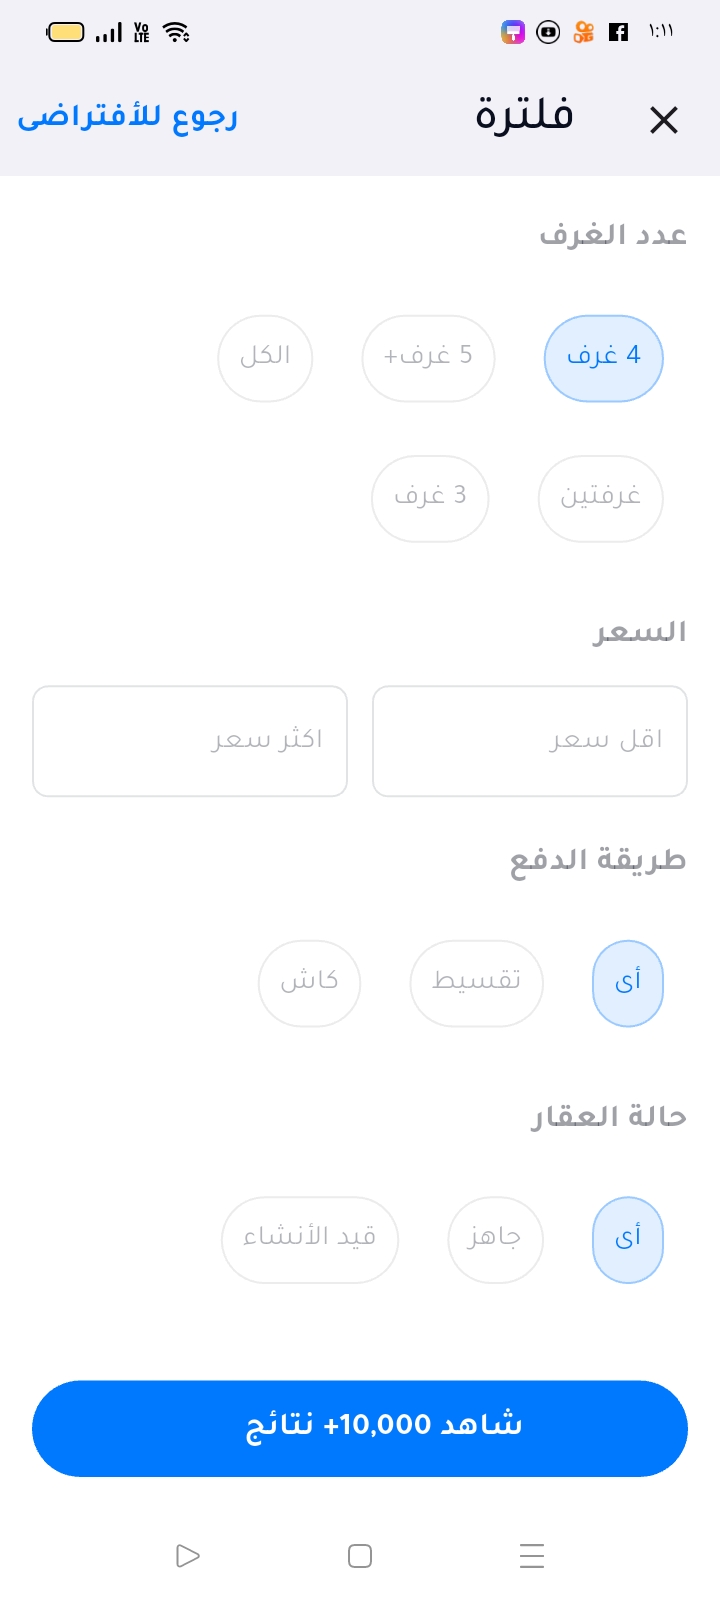 ١:١١
VoLTE
فلترة
رجوع للأفتراضى
عدد الغرف
4 غرف
5 غرف+
الكل
غرفتين
3 غرف
السعر
اقل سعر
اكثر سعر
طريقة الدفع
أى
تقسيط
كاش
حالة العقار
أى
جاهز
قيد الأنشاء
شاهد 10,000+ نتائج